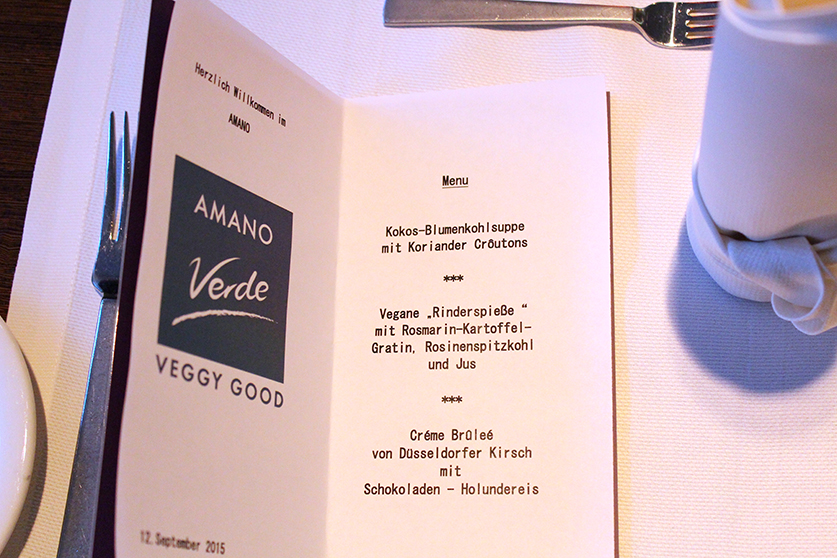 Herzlich Willkommen im
AMANO
AMANO
Verde
VEGGY GOOD
12.September 2015
Menu
Kokos-Blumenkohlsuppe
mit Koriander Crôutons
***
Vegane „Rinderspieße “
mit Rosmarin-Kartoffel-
Gratin, Rosinenspitzkohl
und Jus
***
Créme Brûleé
von Düsseldorfer Kirsch
mit
Schokoladen - Holundereis